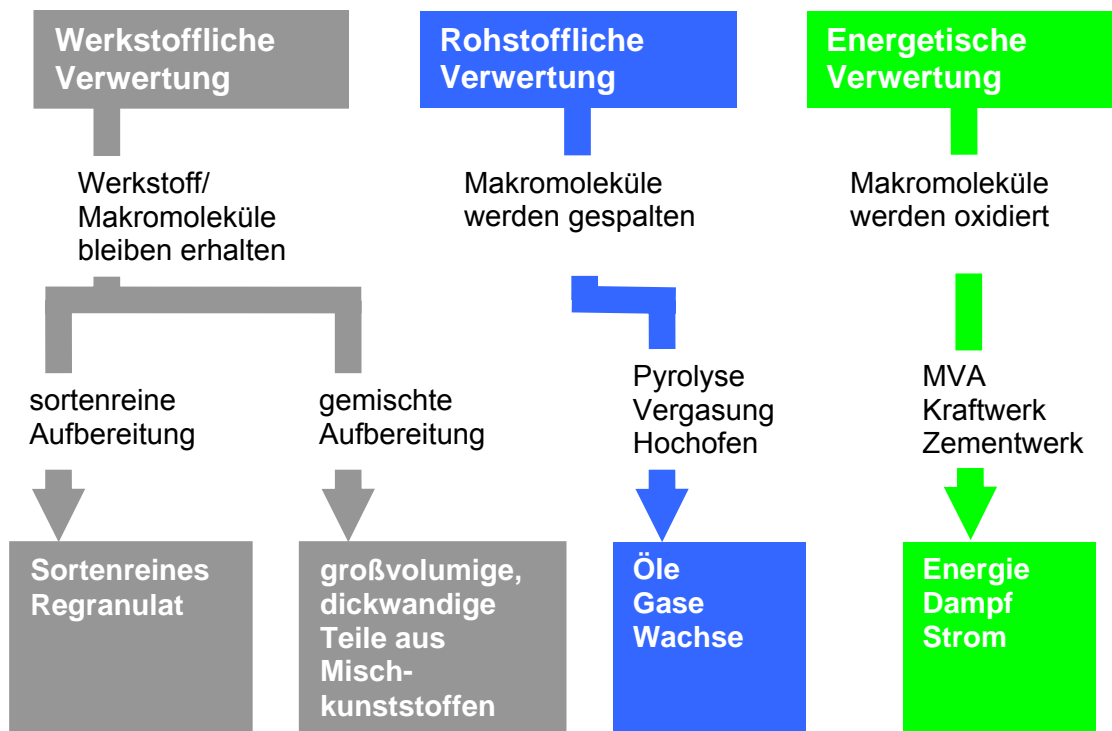 Werkstoffliche
Verwertung
Rohstoffliche
Verwertung
Energetische
Verwertung
Werkstoff/
Makromoleküle
bleiben erhalten
Makromoleküle
werden gespalten
Makromoleküle
werden oxidiert
sortenreine
Aufbereitung
gemischte
Aufbereitung
Pyrolyse
Vergasung
Hochofen
MVA
Kraftwerk
Zementwerk
Sortenreines
Regranulat
großvolumige,
dickwandige
Teile aus
Misch-
kunststoffen
Öle
Gase
Wachse
Energie
Dampf
Strom